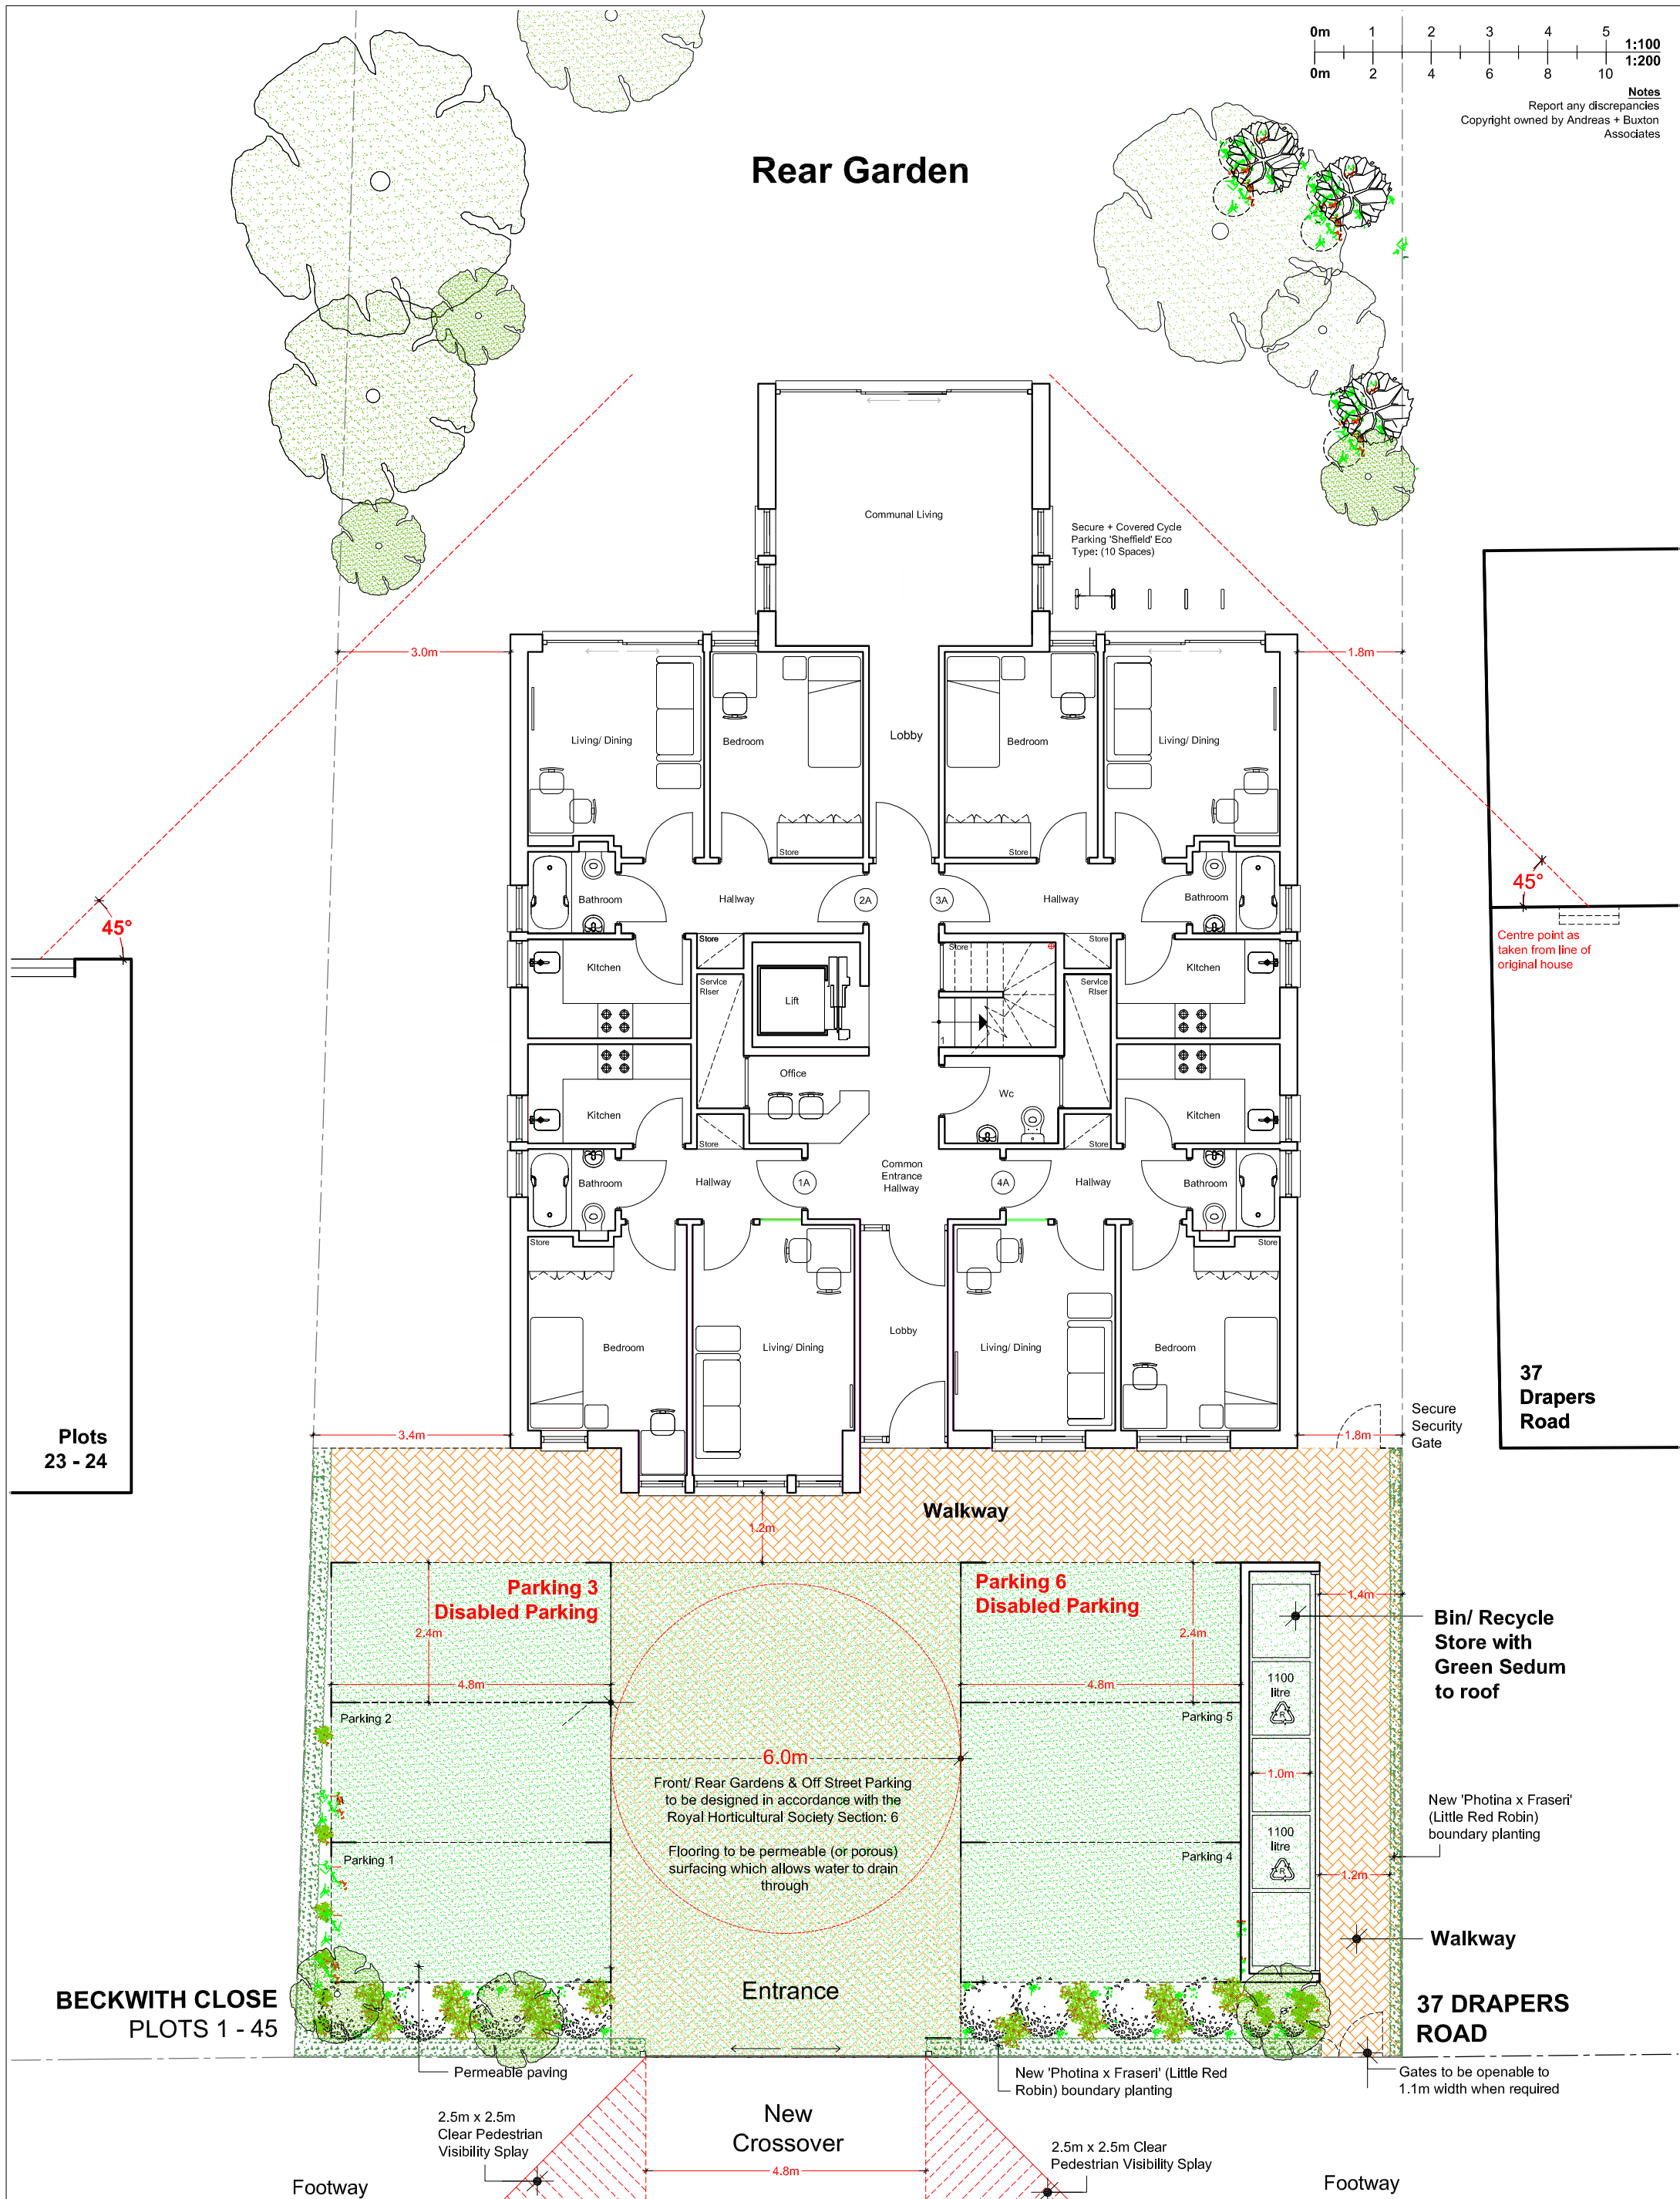 0m 1 2 3 4 5
1:100
1:200
0m 2 4 6 8 10
Notes
Report any discrepancies
Copyright owned by Andreas + Buxton
Associates
Rear Garden
Communal Living
Secure + Covered Cycle
Parking 'Sheffield' Eco
Type: (10 Spaces)
3.0m
1.8m
Living/ Dining
Bedroom
Lobby
Bedroom
Living/ Dining
Store
Store
Bathroom
Hallway
2A
3A
Hallway
Bathroom
45°
45°
Centre point as
taken from line of
original house
Store
Store
Store
Kitchen
Service
Riser
Lift
Service
Riser
Kitchen
1
Office
Wc
Kitchen
Kitchen
Store
Store
Common
Entrance
Hallway
Bathroom
Hallway
1A
4A
Hallway
Bathroom
Store
Store
Bedroom
Living/ Dining
Lobby
Living/ Dining
Bedroom
37
Drapers
Road
Plots
23 - 24
Secure
Security
Gate
3.4m
1.8m
Walkway
1.2m
Parking 3
Disabled Parking
Parking 6
Disabled Parking
1.4m
Bin/ Recycle
Store with
Green Sedum
to roof
2.4m
2.4m
4.8m
4.8m
1100
litre
R
Parking 2
Parking 5
6.0m
1.0m
Front/ Rear Gardens & Off Street Parking
to be designed in accordance with the
Royal Horticultural Society Section: 6
Flooring to be permeable (or porous)
surfacing which allows water to drain
through
New 'Photina x Fraseri'
(Little Red Robin)
boundary planting
1100
litre
R
Parking 1
Parking 4
1.2m
Walkway
Entrance
BECKWITH CLOSE
PLOTS 1 - 45
37 DRAPERS
ROAD
Permeable paving
New 'Photina x Fraseri' (Little Red
Robin) boundary planting
Gates to be openable to
1.1m width when required
2.5m x 2.5m
Clear Pedestrian
Visibility Splay
New
Crossover
2.5m x 2.5m Clear
Pedestrian Visibility Splay
4.8m
Footway
Footway